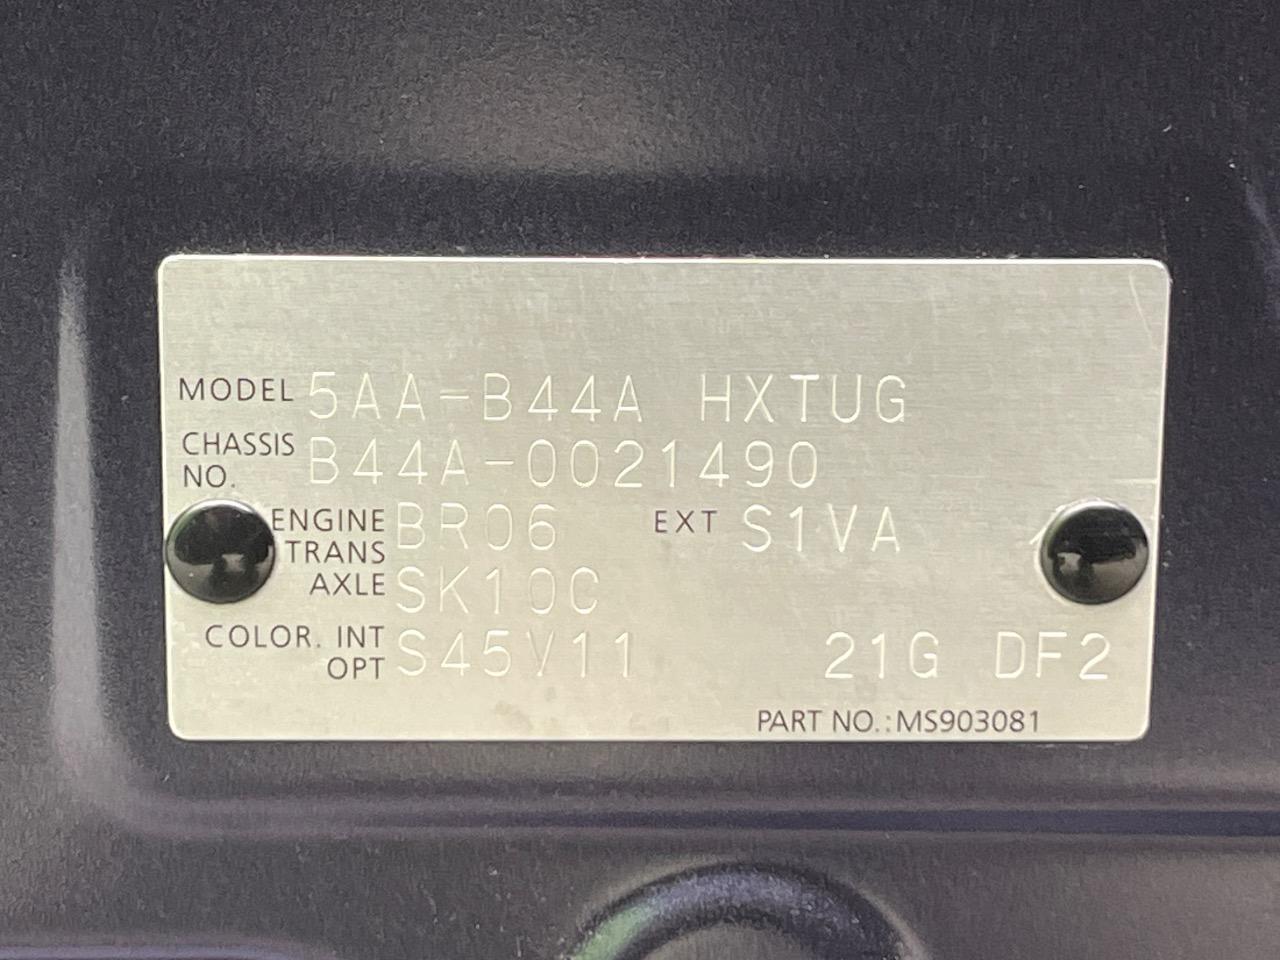 MODEL 5AA-B44A HXTUG
CHASSIS NO. B44A-0021490
ENGINE BR06 EXT S1VA
TRANS AXLE SK10C
COLOR. INT OPT S45V11 21G DF2
PART NO.:MS903081